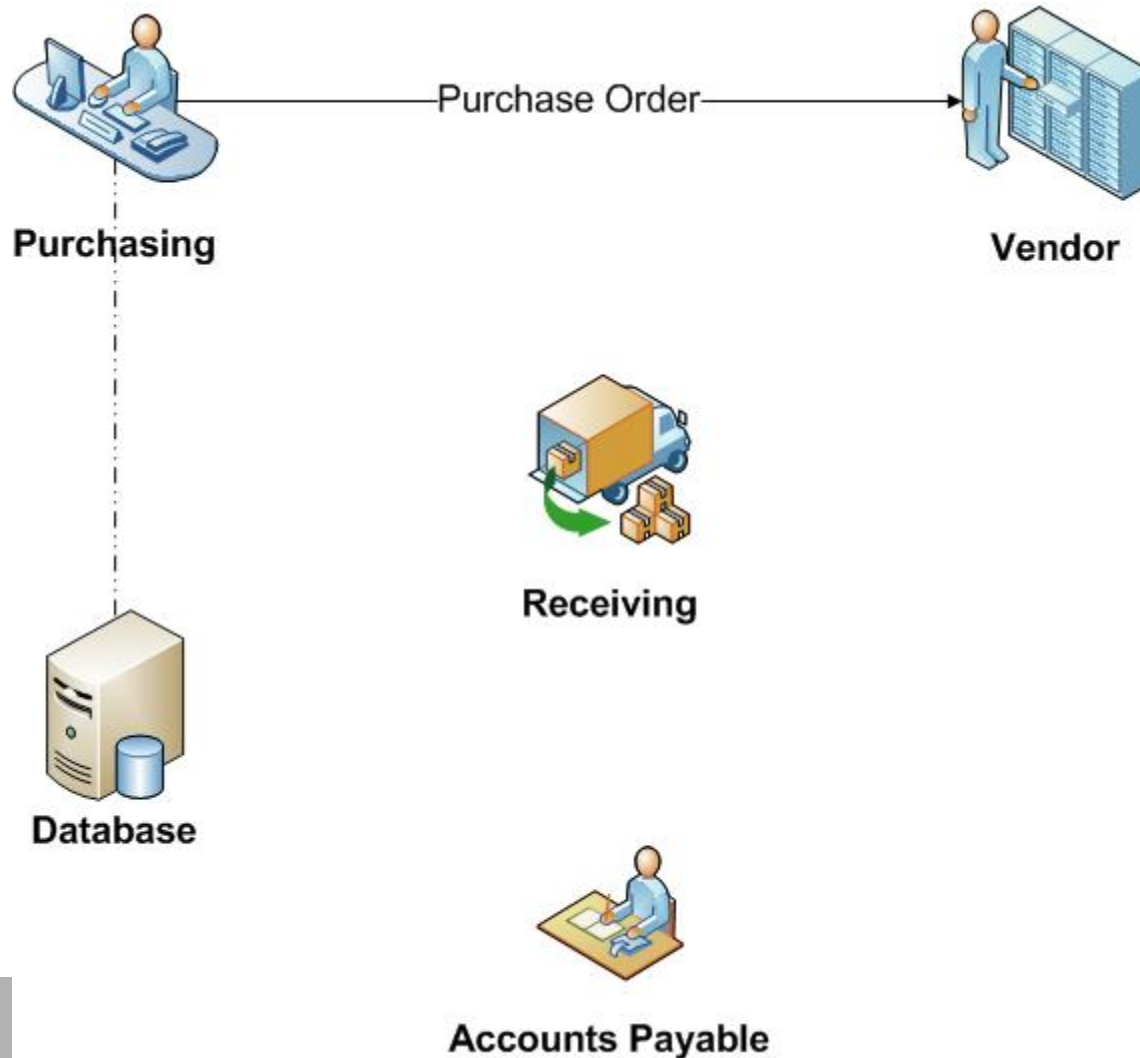 Purchase Order
Purchasing
Vendor
Receiving
Database
Accounts Payable